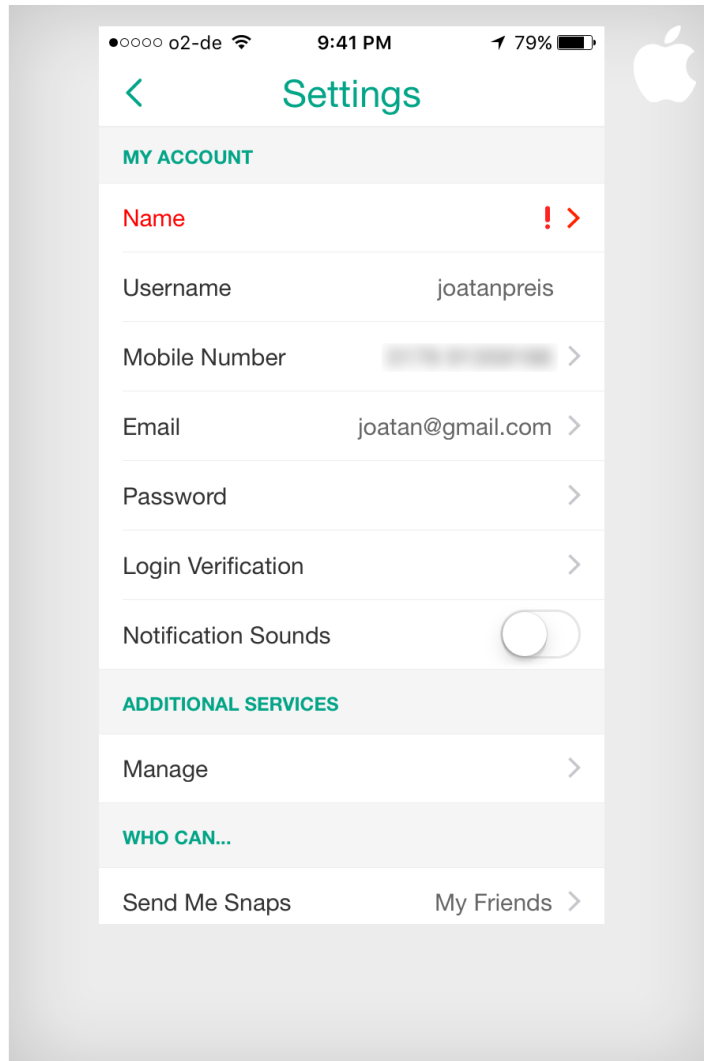 o2-de 9:41 PM 79%
Settings
MY ACCOUNT
Name !
Username joatanpreis
Mobile Number
Email joatan@gmail.com
Password
Login Verification
Notification Sounds
ADDITIONAL SERVICES
Manage
WHO CAN...
Send Me Snaps My Friends